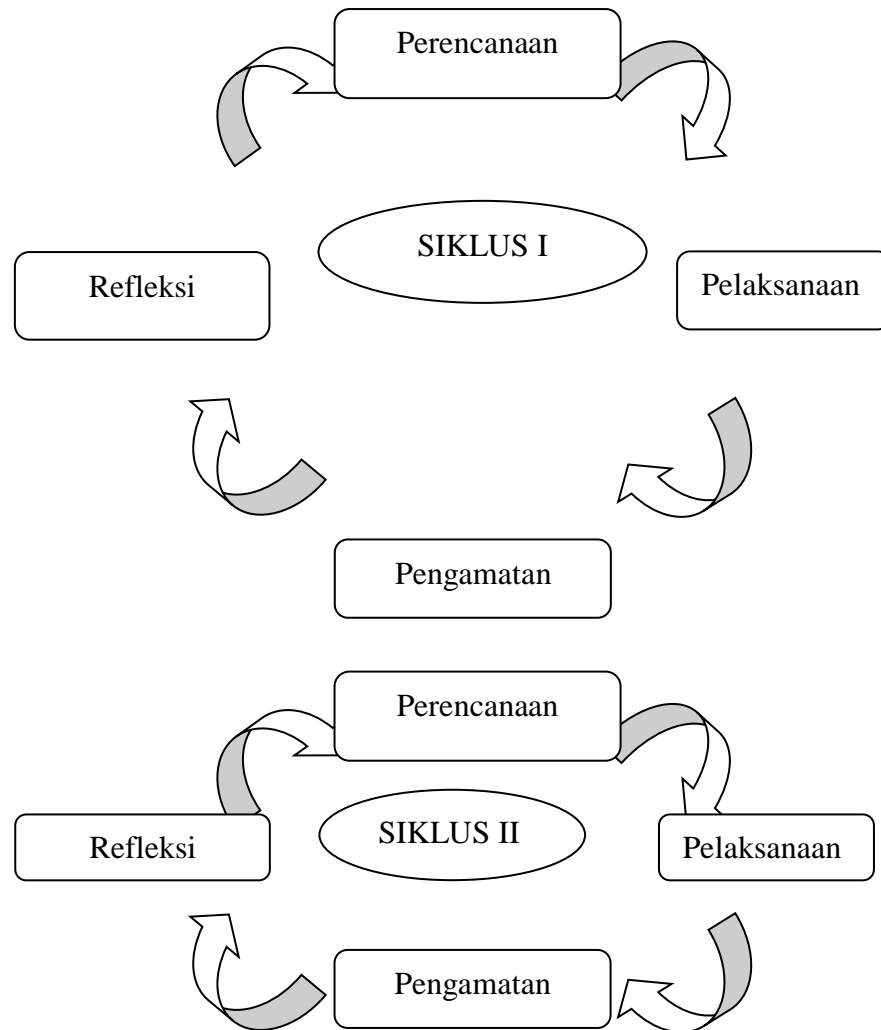 Perencanaan
SIKLUS I
Refleksi
Pelaksanaan
Pengamatan
Perencanaan
SIKLUS II
Refleksi
Pelaksanaan
Pengamatan